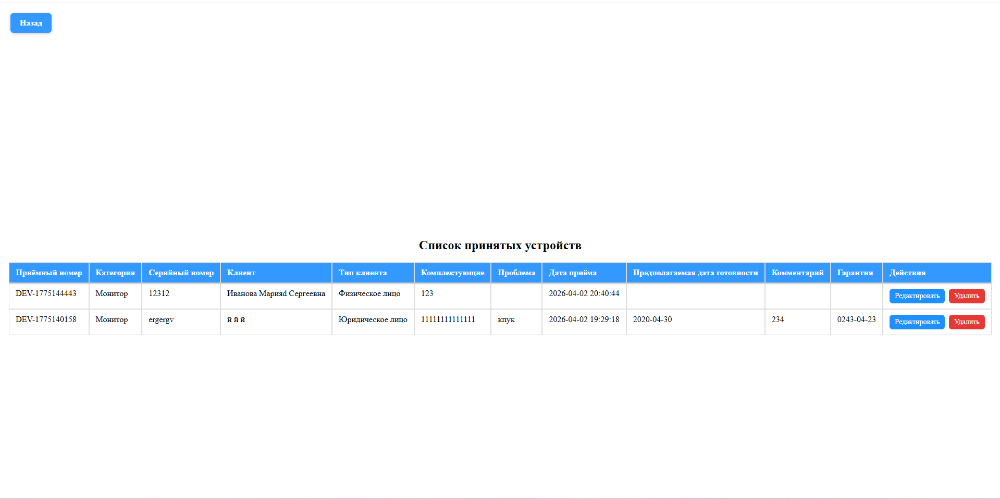 Назад
Список принятых устройств
Приёмный номер Категория Серийный номер Клиент Тип клиента Комплектующие Проблема Дата приёма Предполагаемая дата готовности Комментарий Гарантия Действия
DEV-1775144443 Монитор 12312 Иванова Марияd Сергеевна Физическое лицо 123 2026-04-02 20:40:44 Редактировать Удалить
DEV-1775140158 Монитор ergergv й й й Юридическое лицо 11111111111111 кпук 2026-04-02 19:29:18 2020-04-30 234 0243-04-23 Редактировать Удалить